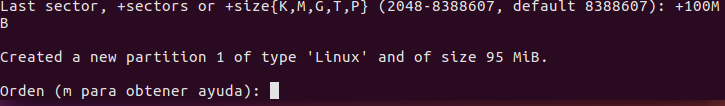 Last sector, +sectors or +size{K,M,G,T,P} (2048-8388607, default 8388607): +100M
B
Created a new partition 1 of type 'Linux' and of size 95 MiB.
Orden (m para obtener ayuda):